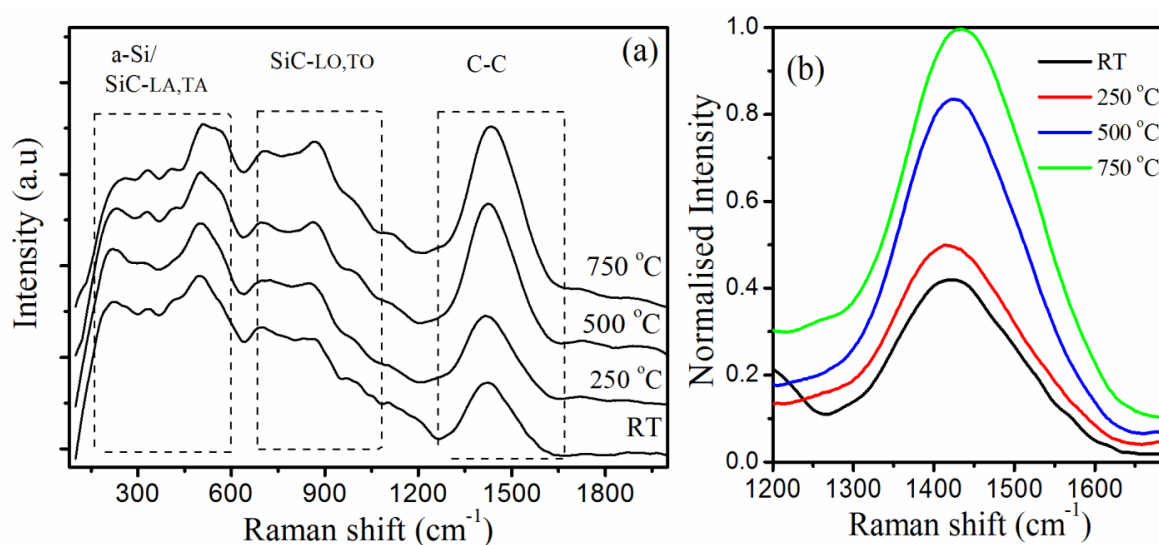 (a)
a-Si/
SiC-LA,TA
SiC-LO,TO
C-C
750 °C
500 °C
250 °C
RT
Intensity (a.u)
300 600 900 1200 1500 1800
Raman shift (cm⁻¹)
(b)
RT
250 °C
500 °C
750 °C
Normalised Intensity
1.0
0.8
0.6
0.4
0.2
0.0
1200 1300 1400 1500 1600
Raman shift (cm⁻¹)